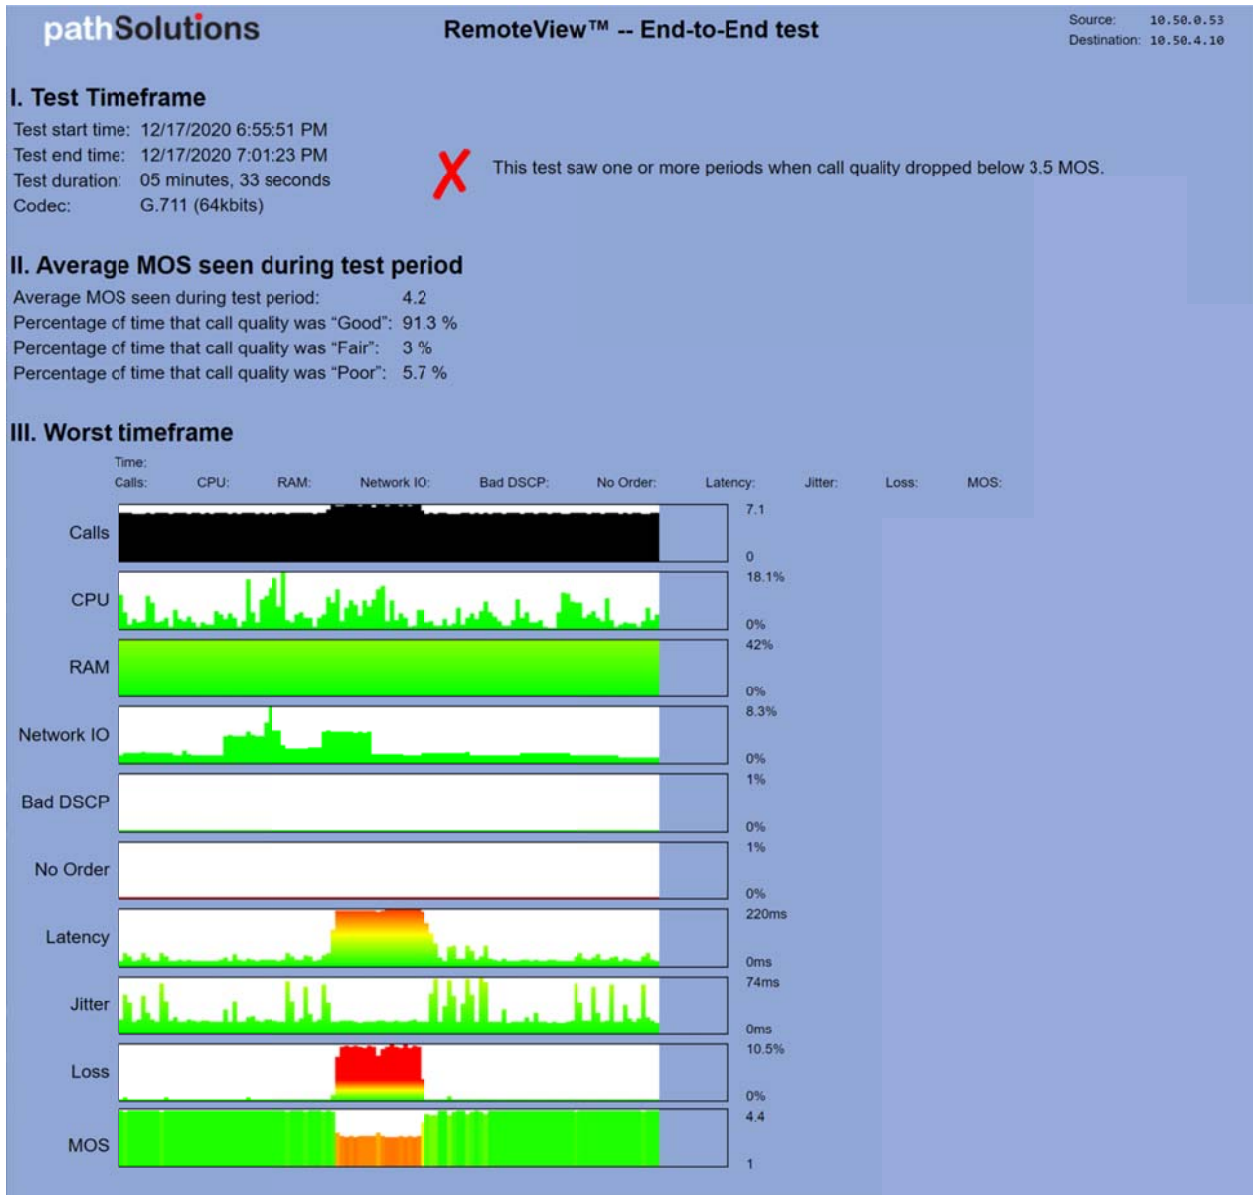 pathSolutions
RemoteView™ -- End-to-End test
Source: 10.50.0.53
Destination: 10.50.4.10
I. Test Timeframe
Test start time: 12/17/2020 6:55:51 PM
Test end time: 12/17/2020 7:01:23 PM
Test duration: 05 minutes, 33 seconds
Codec: G.711 (64kbits)
This test saw one or more periods when call quality dropped below 3.5 MOS.
II. Average MOS seen during test period
Average MOS seen during test period: 4.2
Percentage of time that call quality was “Good”: 91.3 %
Percentage of time that call quality was “Fair”: 3 %
Percentage of time that call quality was “Poor”: 5.7 %
III. Worst timeframe
Time:
Calls: CPU: RAM: Network IO: Bad DSCP: No Order: Latency: Jitter: Loss: MOS:
7.1
Calls
0
18.1%
CPU
0%
42%
RAM
0%
8.3%
Network IO
0%
1%
Bad DSCP
0%
1%
No Order
0%
220ms
Latency
0ms
74ms
Jitter
0ms
10.5%
Loss
0%
4.4
MOS
1